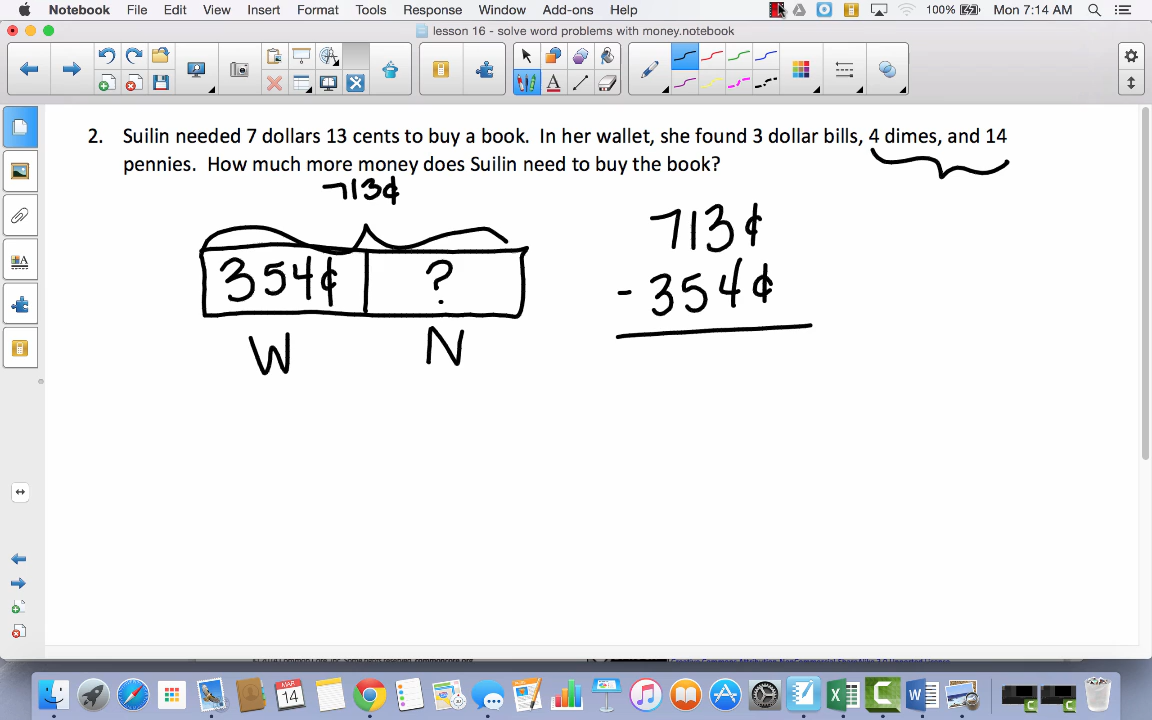 Notebook File Edit View Insert Format Tools Response Window Add-ons Help 100% Mon 7:14 AM
lesson 16 - solve word problems with money.notebook
2. Suilin needed 7 dollars 13 cents to buy a book. In her wallet, she found 3 dollar bills, 4 dimes, and 14
pennies. How much more money does Suilin need to buy the book?
713¢
713¢
354¢ ?
- 354¢
W N
MAR
14